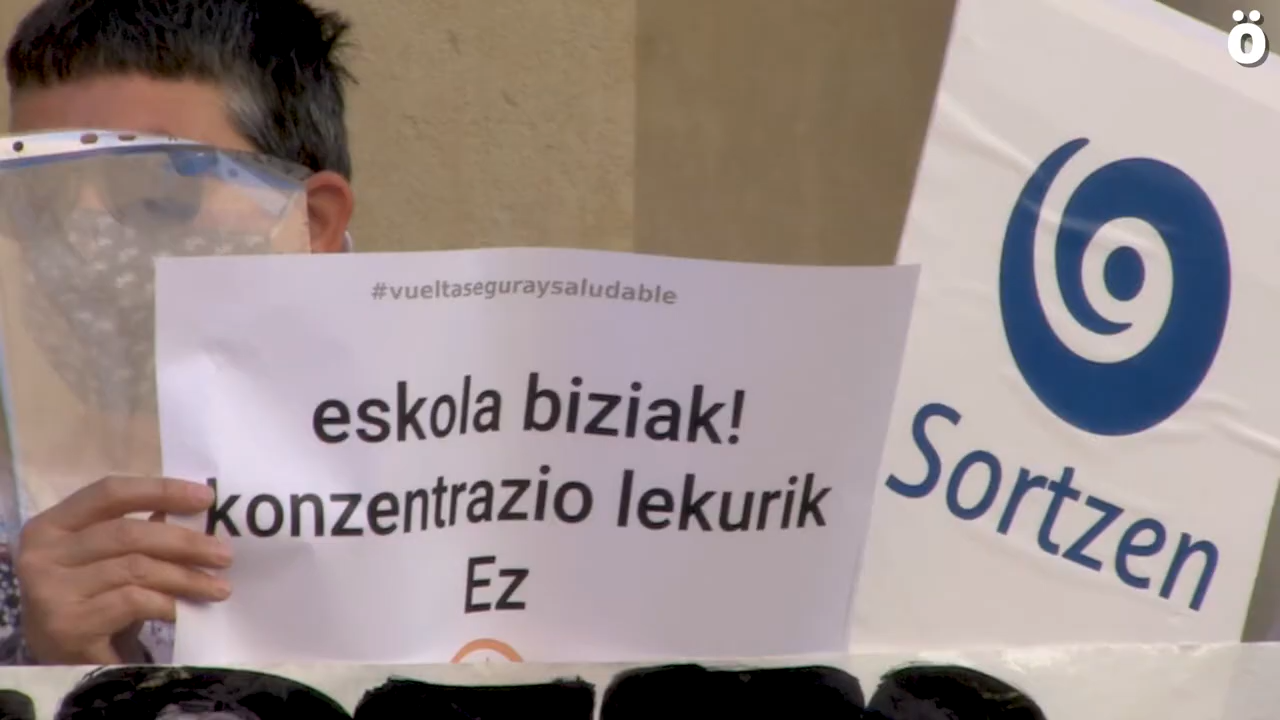 ö
#vueltaseguraysaludable
eskola biziak!
konzentrazio lekurik
Ez
Sortzen